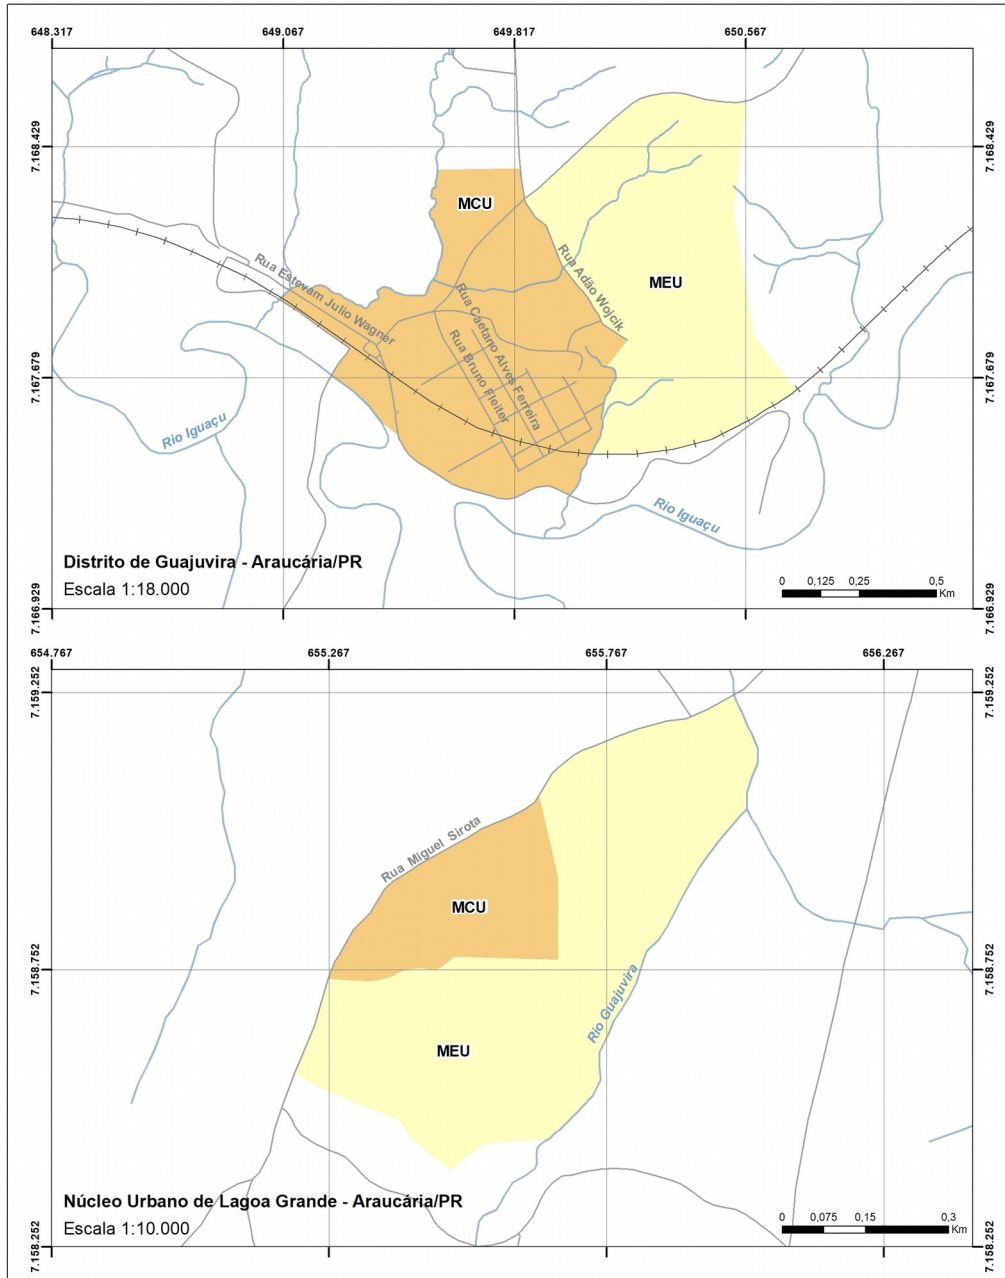 648.317 649.067 649.817 650.567
7.168.429 7.168.429
MCU
MEU
Rua Adão Wojcik
Rua Estevam Julio Wagner
Rua Caetano Alves Ferreira
Rua Bruno Fleiter
7.167.679 7.167.679
Rio Iguaçu
Rio Iguaçu
Distrito de Guajuvira - Araucária/PR
Escala 1:18.000
0 0,125 0,25 0,5
Km
7.166.929 7.166.929
654.767 655.267 655.767 656.267
7.159.252 7.159.252
Rua Miguel Sirota
MCU
7.158.752 7.158.752
Rio Guajuvira
MEU
Núcleo Urbano de Lagoa Grande - Araucária/PR
Escala 1:10.000
0 0,075 0,15 0,3
Km
7.158.252 7.158.252